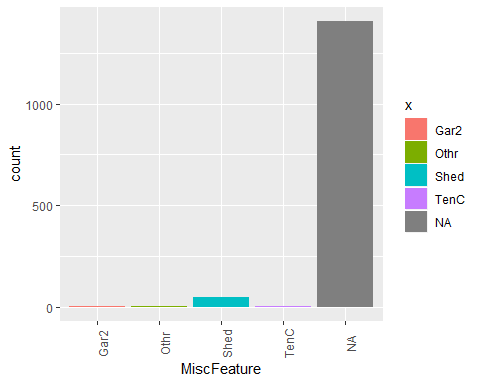 count
1000
500
0
Gar2
Othr
Shed
TenC
NA
MiscFeature
x
Gar2
Othr
Shed
TenC
NA